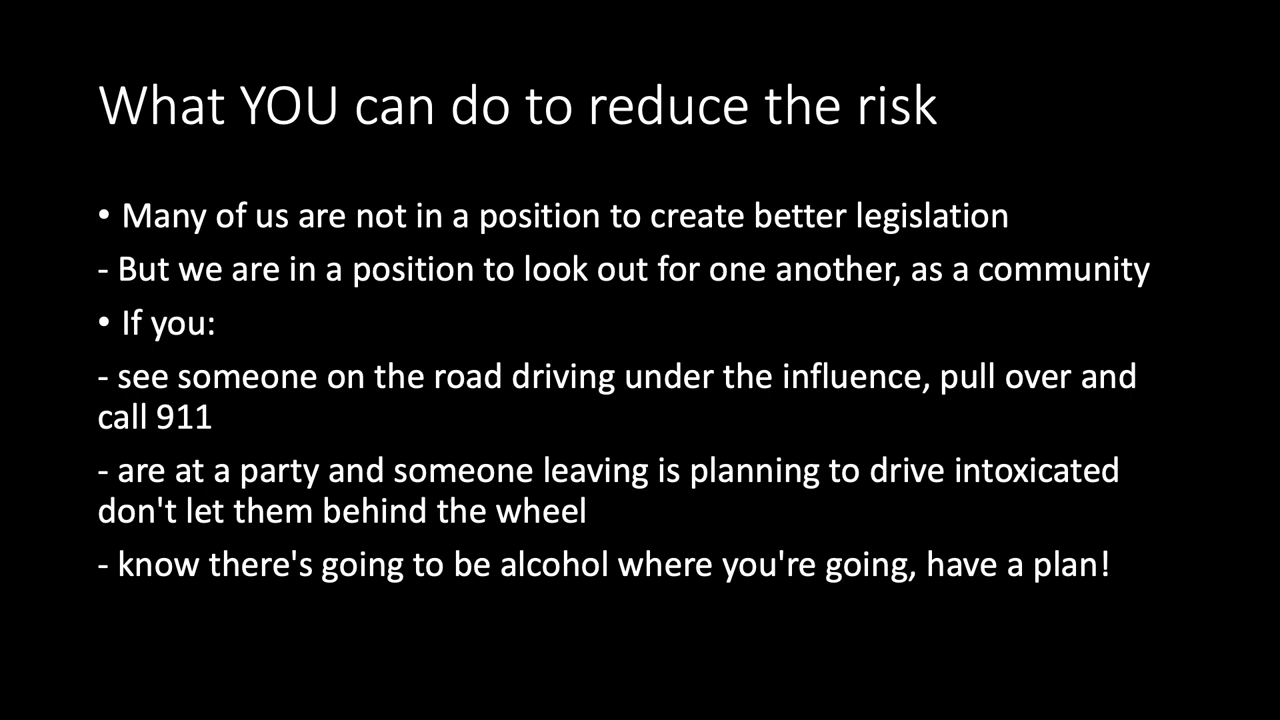 What YOU can do to reduce the risk
• Many of us are not in a position to create better legislation
- But we are in a position to look out for one another, as a community
• If you:
- see someone on the road driving under the influence, pull over and
call 911
- are at a party and someone leaving is planning to drive intoxicated
don't let them behind the wheel
- know there's going to be alcohol where you're going, have a plan!